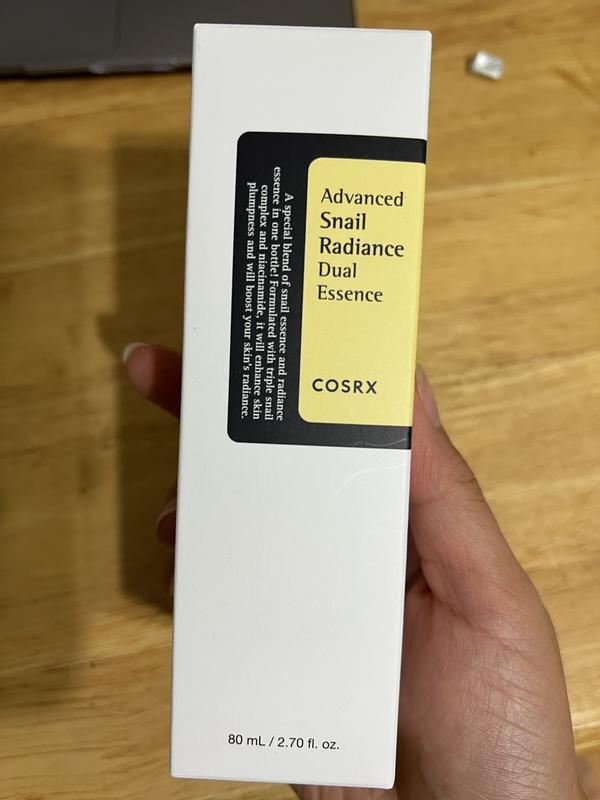 Advanced
Snail
Radiance
Dual
Essence
COSRX
A special blend of snail essence and radiance
essence in one bottle! Formulated with triple snail
complex and niacinamide, it will enhance skin
plumpness and will boost your skin's radiance.
80 mL / 2.70 fl. oz.